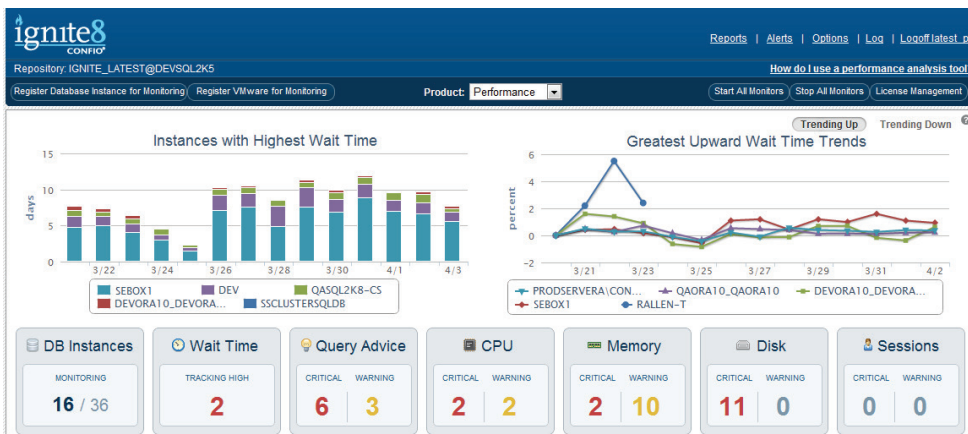 ignite8
CONFIO
Reports | Alerts | Options | Log | Logoff latest_p
Repository: IGNITE_LATEST@DEVSQL2K5
How do I use a performance analysis tool
Register Database Instance for Monitoring Register VMware for Monitoring
Product: Performance
Start All Monitors Stop All Monitors License Management
Trending Up Trending Down ?
Instances with Highest Wait Time
15
10
5
0
days
3/22 3/24 3/26 3/28 3/30 4/1 4/3
SEBOX1 DEV QASQL2K8-CS
DEVORA10_DEVORA... SSCLUSTERSQLDB
Greatest Upward Wait Time Trends
6
4
2
0
-2
percent
3/21 3/23 3/25 3/27 3/29 3/31 4/2
PRODSERVERA\CON... QAORA10_QAORA10 DEVORA10_DEVORA...
SEBOX1 RALLEN-T
DB Instances
MONITORING
16 / 36
Wait Time
TRACKING HIGH
2
Query Advice
CRITICAL WARNING
6 3
CPU
CRITICAL WARNING
2 2
Memory
CRITICAL WARNING
2 10
Disk
CRITICAL WARNING
11 0
Sessions
CRITICAL WARNING
0 0